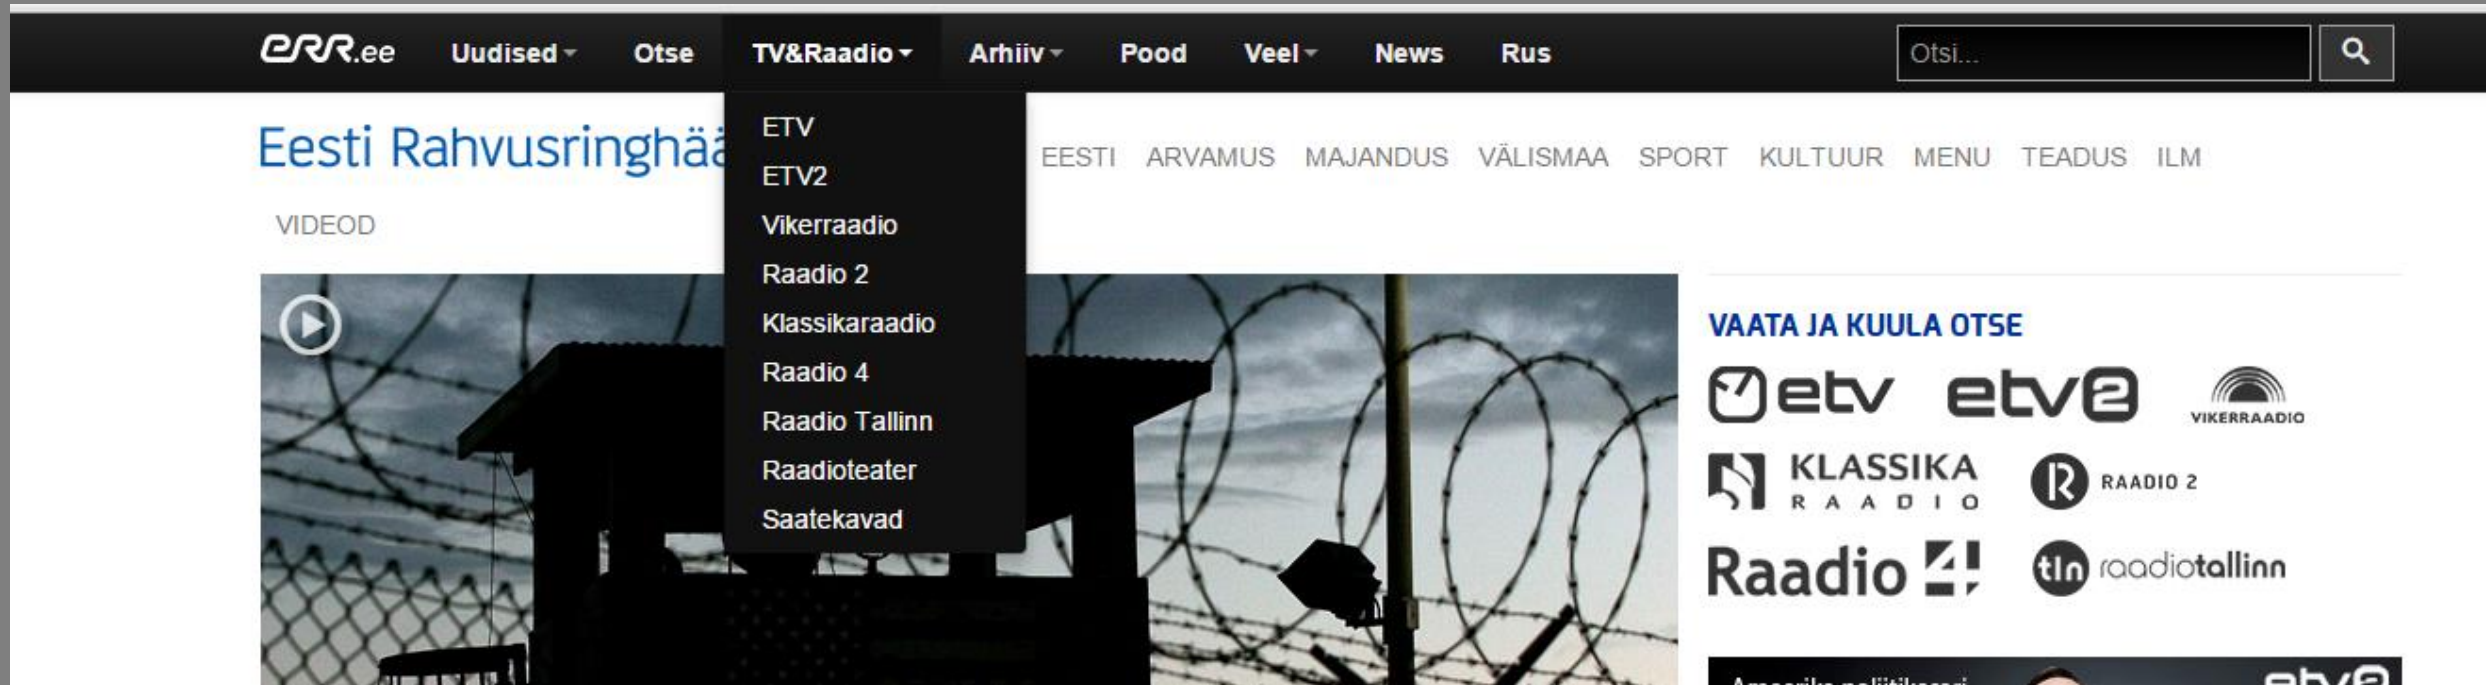 err.ee Uudised Otse TV&Raadio Arhiiv Pood Veel News Rus Otsi...
ETV
ETV2
Vikerraadio
Raadio 2
Klassikaraadio
Raadio 4
Raadio Tallinn
Raadioteater
Saatekavad
Eesti EESTI ARVAMUS MAJANDUS VÄLISMAA SPORT KULTUUR MENU TEADUS ILM
VIDEOD
VAATA JA KUULA OTSE
etv etv2 VIKERRAADIO
KLASSIKA RAADIO RAADIO 2
Raadio 4 tln raadiotallinn
etv2